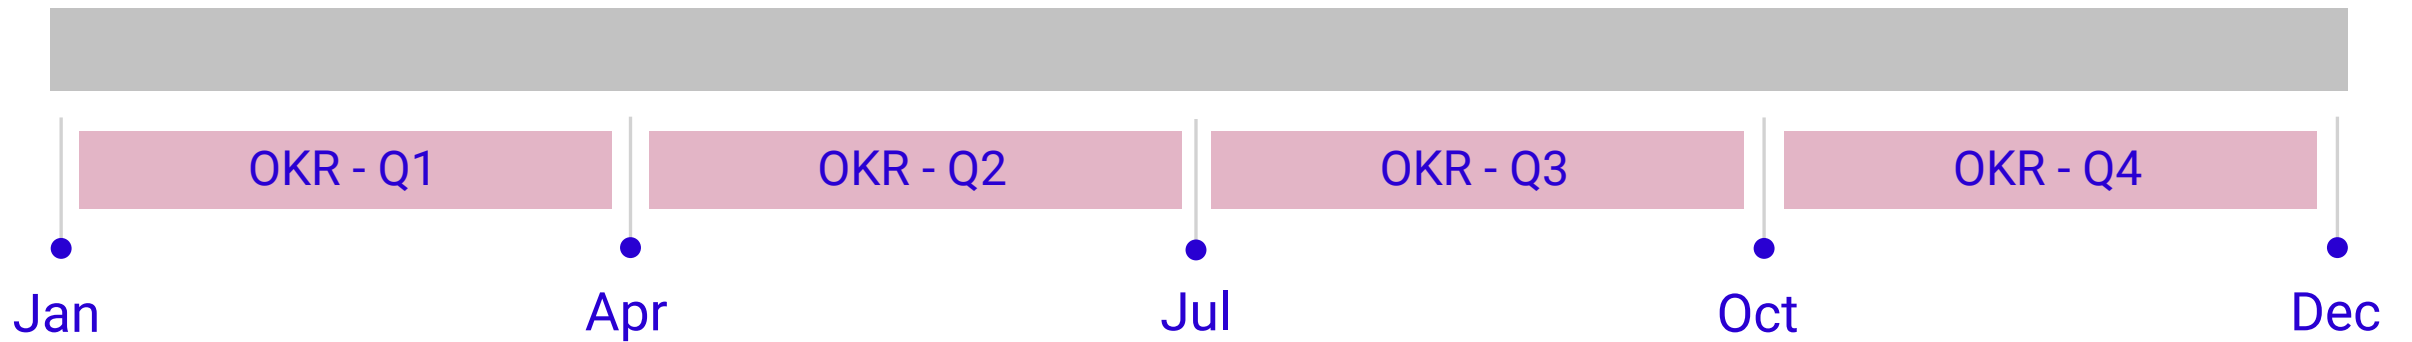 OKR - Q1 OKR - Q2 OKR - Q3 OKR - Q4
Jan Apr Jul Oct Dec